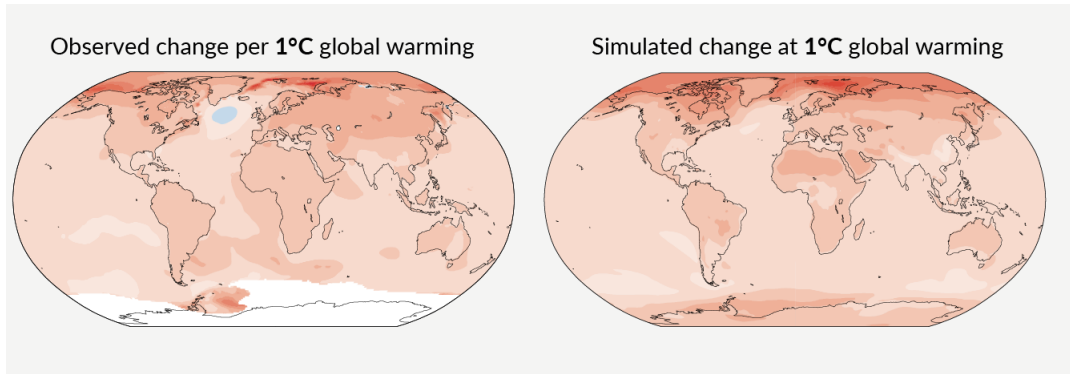 Observed change per 1°C global warming
Simulated change at 1°C global warming